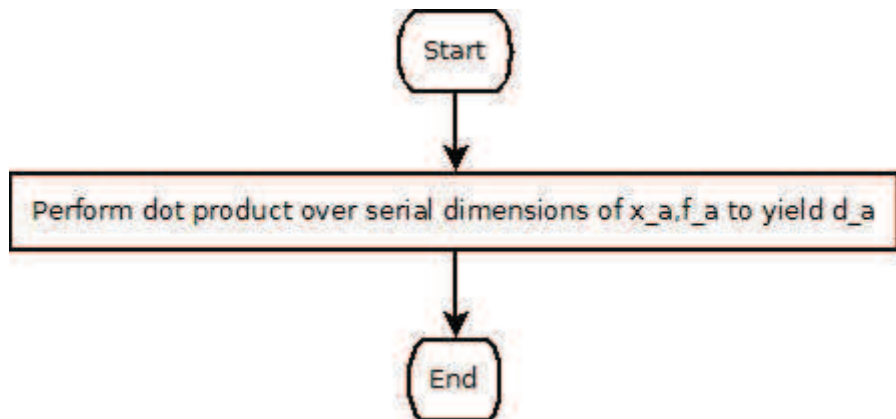 Start
Perform dot product over serial dimensions of x_a,f_a to yield d_a
End